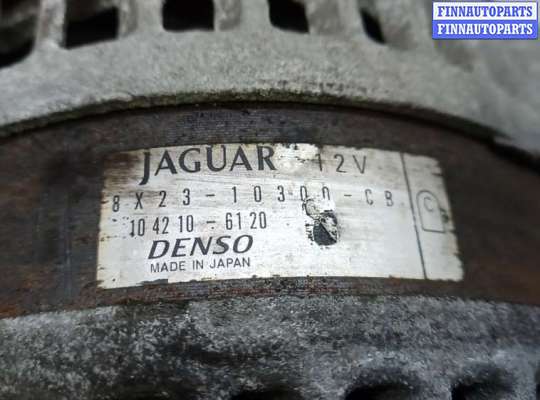 FINNAUTOPARTS
FINNAUTOPARTS
JAGUAR 12V
8X23-10300-CB
104210-6120
DENSO
MADE IN JAPAN
C